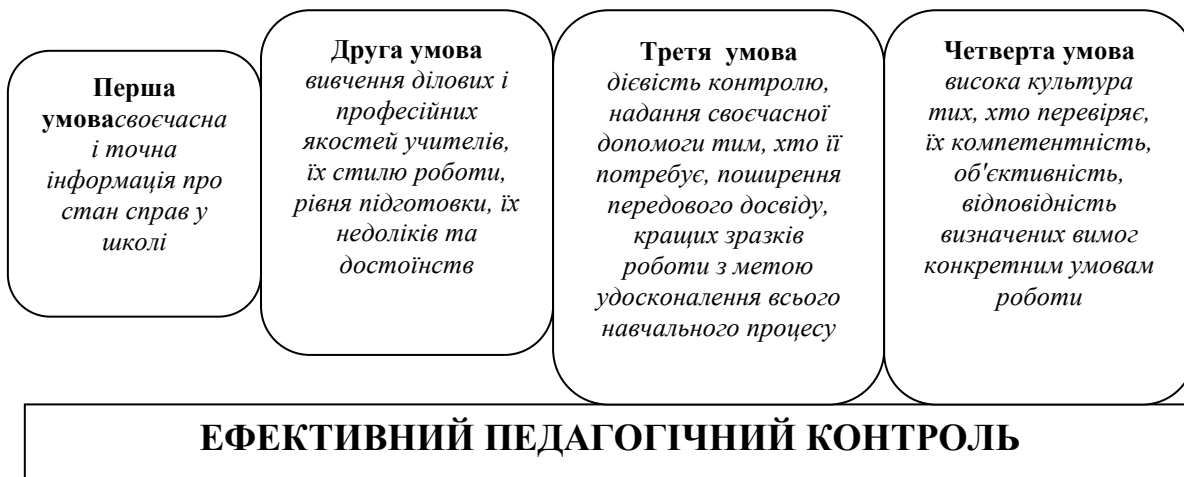 Перша
умовасвоєчасна
і точна
інформація про
стан справ у
школі
Друга умова
вивчення ділових і
професійних
якостей учителів,
їх стилю роботи,
рівня підготовки, їх
недоліків та
достоїнств
Третя умова
дієвість контролю,
надання своєчасної
допомоги тим, хто її
потребує, поширення
передового досвіду,
кращих зразків
роботи з метою
удосконалення всього
навчального процесу
Четверта умова
висока культура
тих, хто перевіряє,
їх компетентність,
об'єктивність,
відповідність
визначених вимог
конкретним умовам
роботи
ЕФЕКТИВНИЙ ПЕДАГОГІЧНИЙ КОНТРОЛЬ